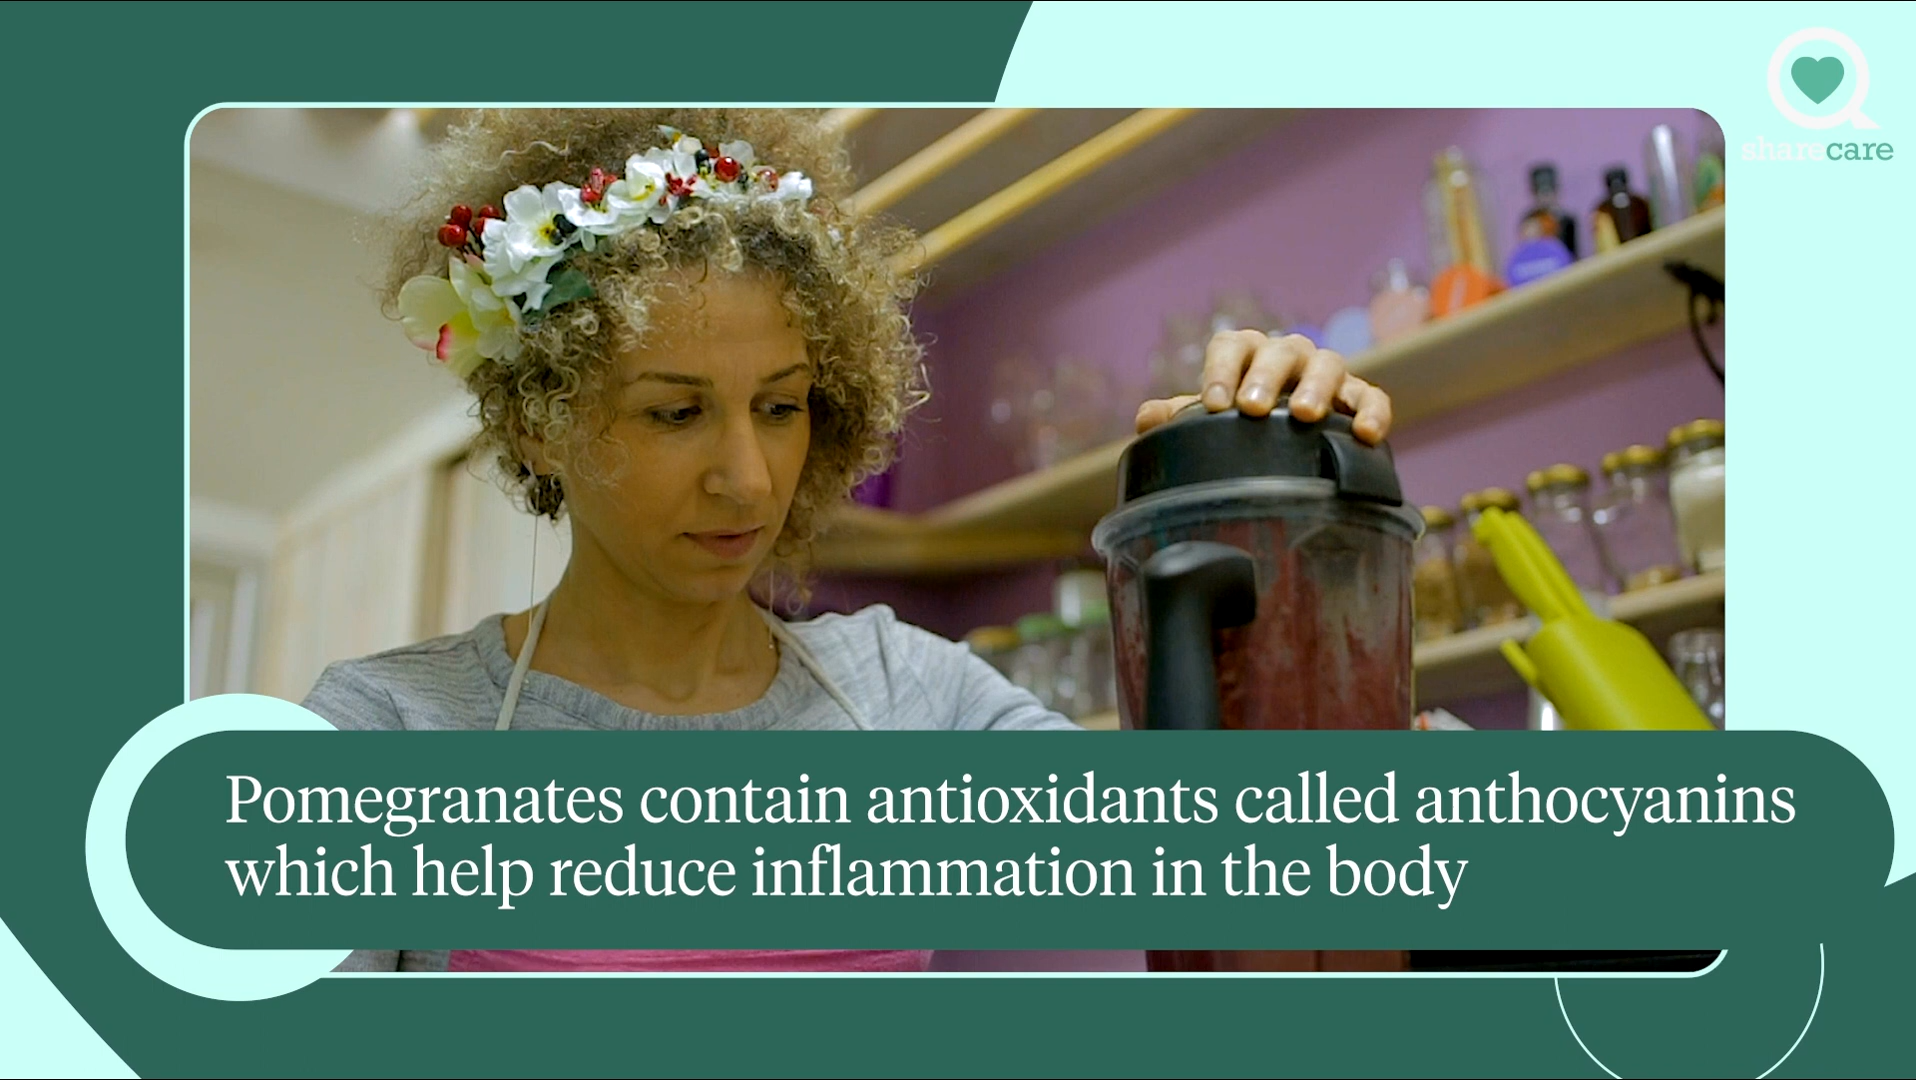 sharecare
Pomegranates contain antioxidants called anthocyanins
which help reduce inflammation in the body